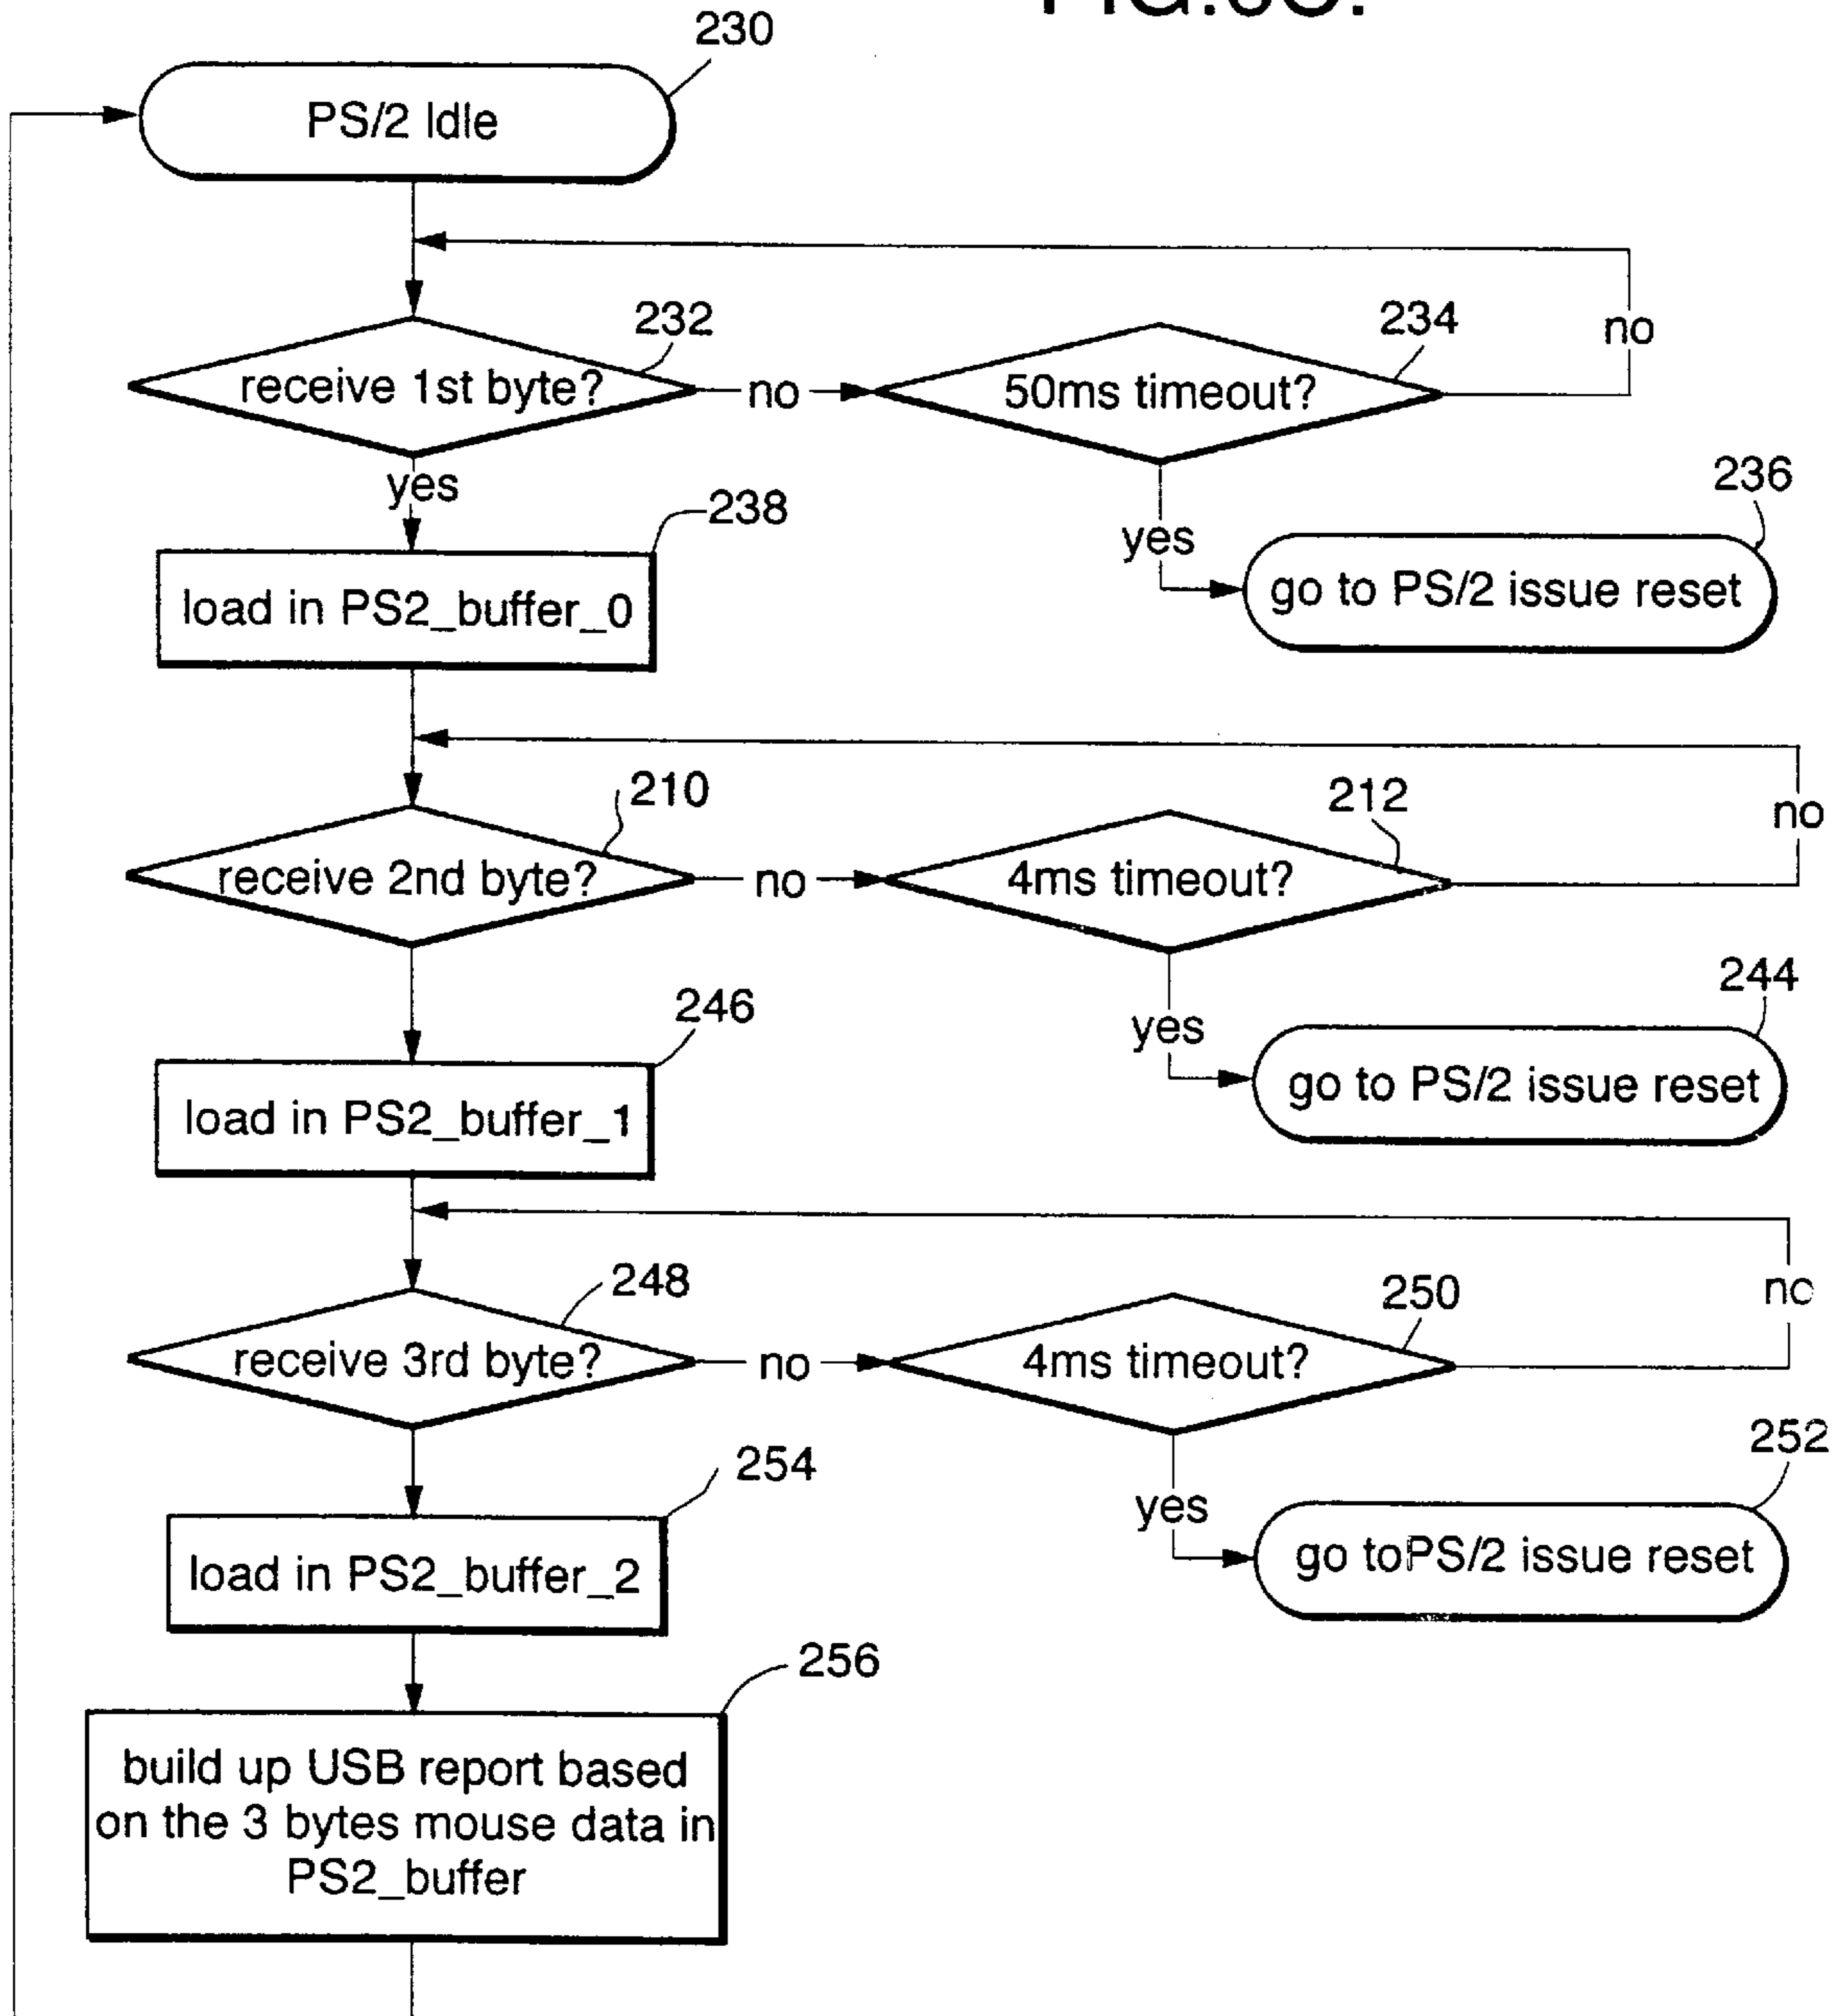 230
PS/2 Idle
232
receive 1st byte?
no
234
50ms timeout?
no
yes
238
load in PS2_buffer_0
yes
236
go to PS/2 issue reset
210
receive 2nd byte?
no
212
4ms timeout?
no
246
load in PS2_buffer_1
yes
244
go to PS/2 issue reset
248
receive 3rd byte?
no
250
4ms timeout?
no
254
load in PS2_buffer_2
yes
252
go toPS/2 issue reset
256
build up USB report based
on the 3 bytes mouse data in
PS2_buffer